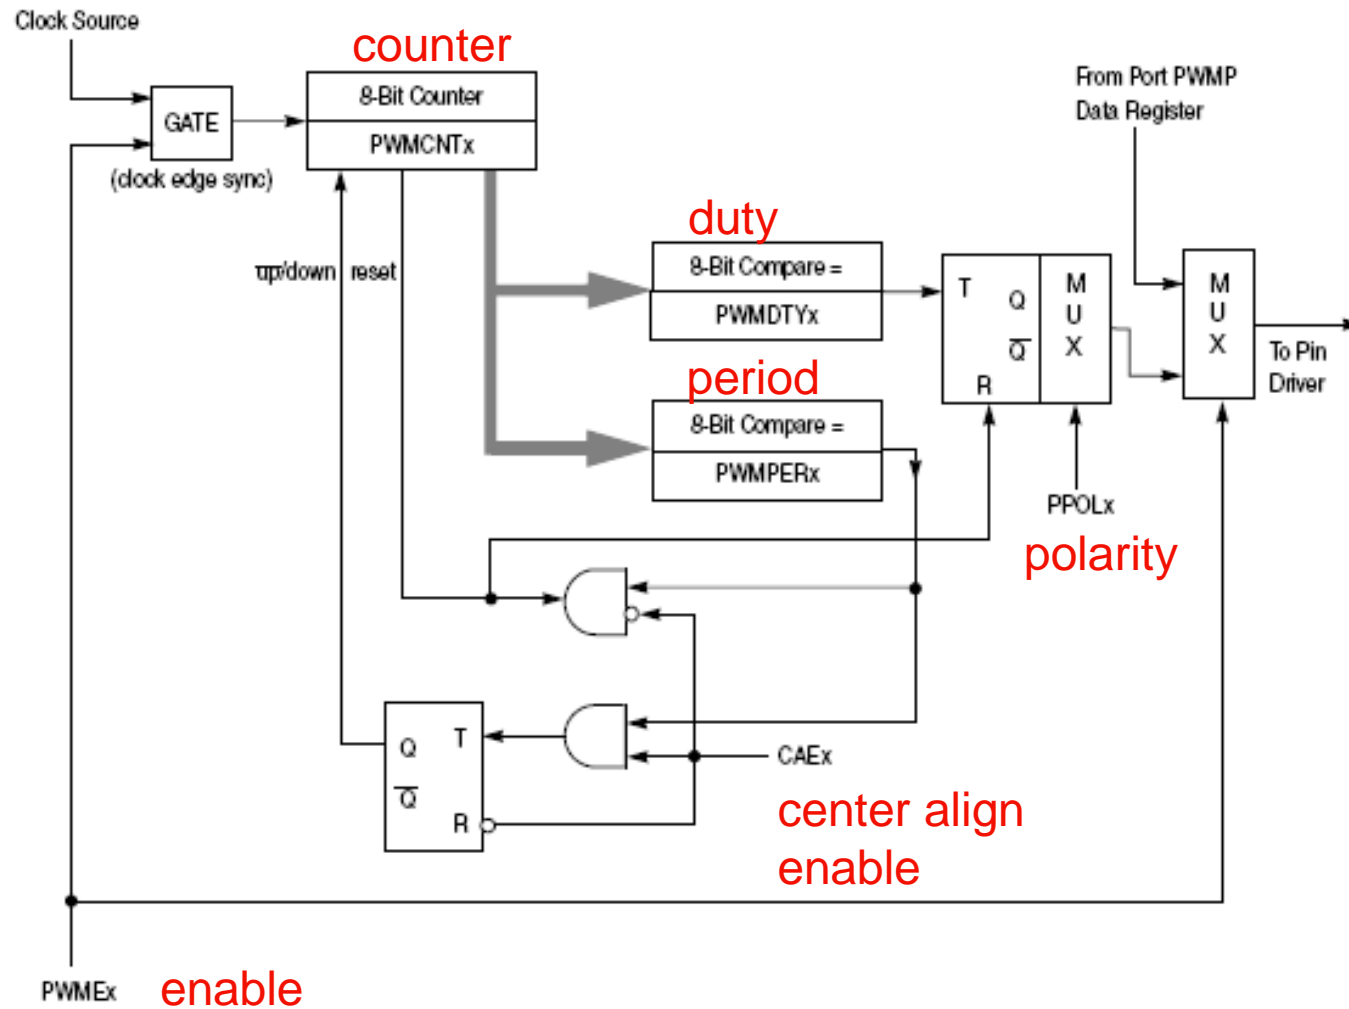 Clock Source
counter
8-Bit Counter
PWMCNTx
GATE
(clock edge sync)
From Port PWMP
Data Register
up/down
reset
duty
8-Bit Compare =
PWMDTYx
period
8-Bit Compare =
PWMPERx
T
Q
Q
R
M
U
X
M
U
X
To Pin
Driver
PPOLx
polarity
Q
T
Q
R
CAEx
center align
enable
PWMEx
enable